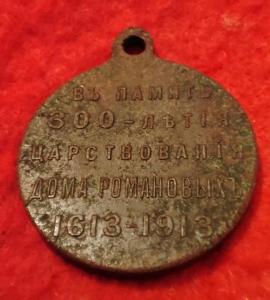 ВЪ ПАМЯТЬ
300-ЛѢТІЯ
ЦАРСТВОВАНІЯ
ДОМА РОМАНОВЫХЪ
1613-1913